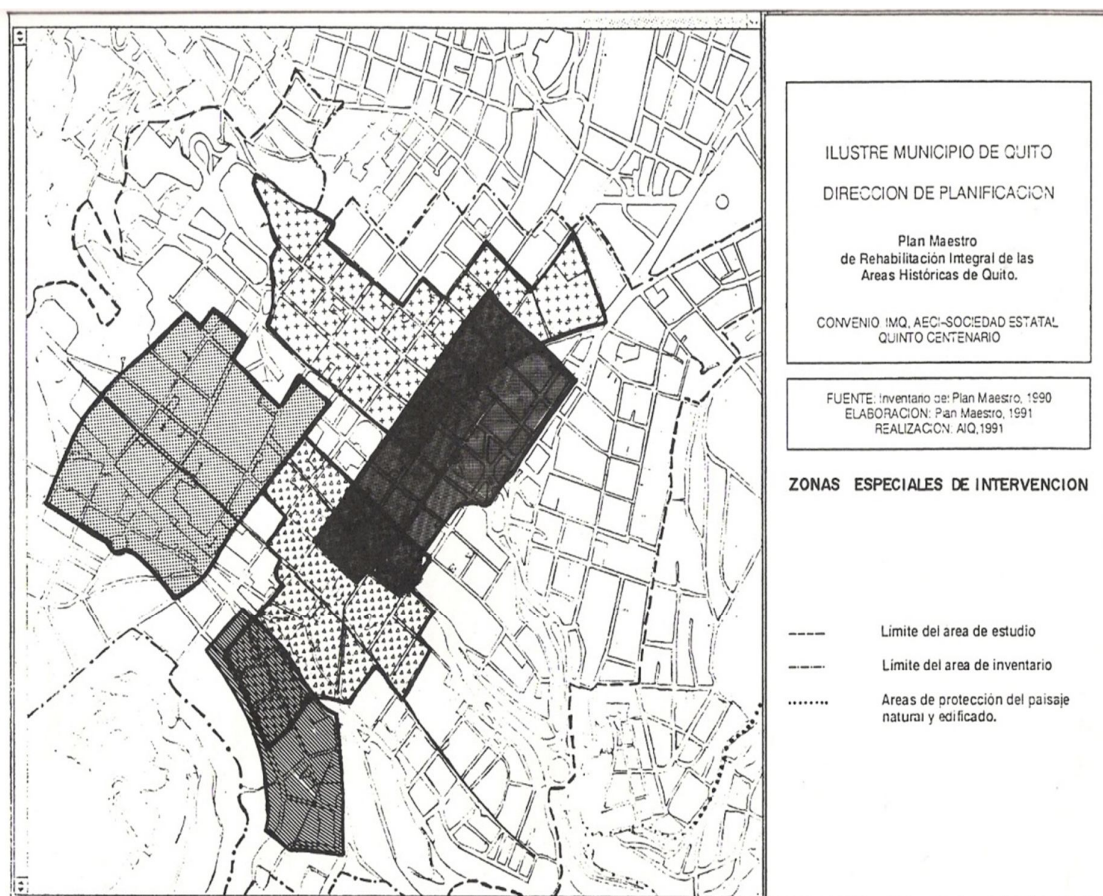 ILUSTRE MUNICIPIO DE QUITO
DIRECCION DE PLANIFICACION
Plan Maestro
de Rehabilitación Integral de las
Areas Históricas de Quito.
CONVENIO IMQ, AECI-SOCIEDAD ESTATAL
QUINTO CENTENARIO
FUENTE: Inventario del Plan Maestro, 1990
ELABORACION: Plan Maestro, 1991
REALIZACION: AIQ, 1991
ZONAS ESPECIALES DE INTERVENCION
Limite del area de estudio
Limite del area de inventario
Areas de protección del paisaje
natural y edificado.